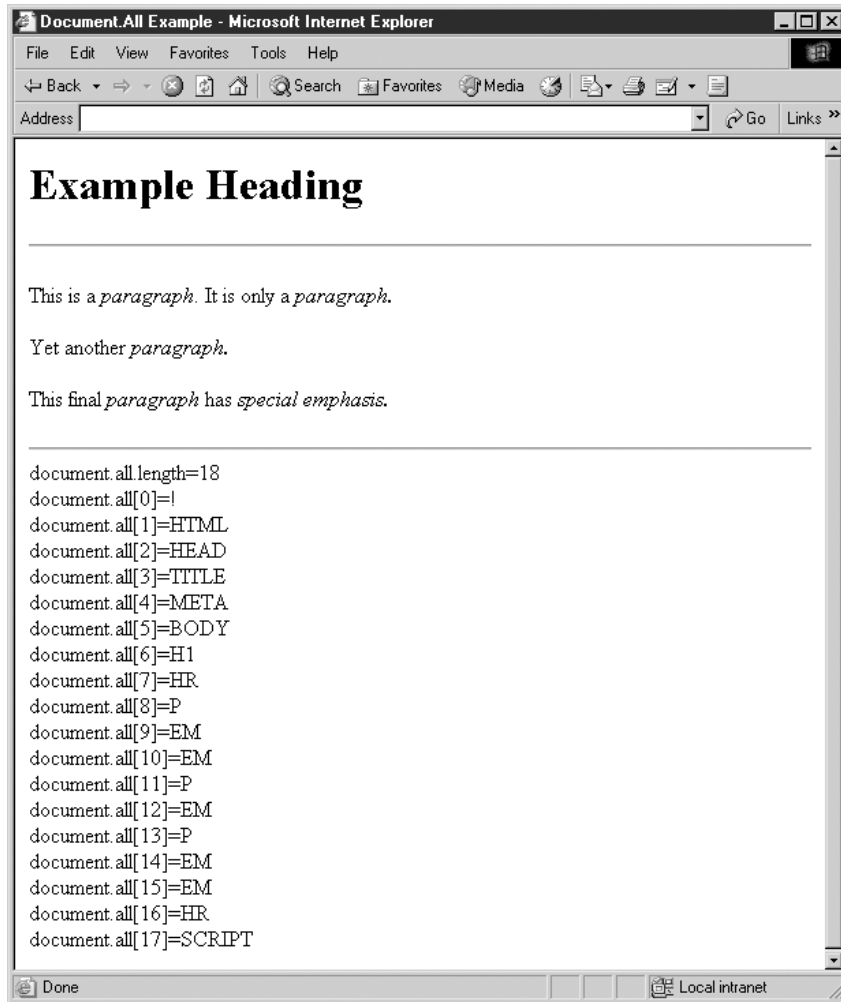 Document.All Example - Microsoft Internet Explorer
File Edit View Favorites Tools Help
Back Search Favorites Media
Address Go Links »
Example Heading
This is a paragraph. It is only a paragraph.
Yet another paragraph.
This final paragraph has special emphasis.
document.all.length=18
document.all[0]=!
document.all[1]=HTML
document.all[2]=HEAD
document.all[3]=TITLE
document.all[4]=META
document.all[5]=BODY
document.all[6]=H1
document.all[7]=HR
document.all[8]=P
document.all[9]=EM
document.all[10]=EM
document.all[11]=P
document.all[12]=EM
document.all[13]=P
document.all[14]=EM
document.all[15]=EM
document.all[16]=HR
document.all[17]=SCRIPT
Done Local intranet